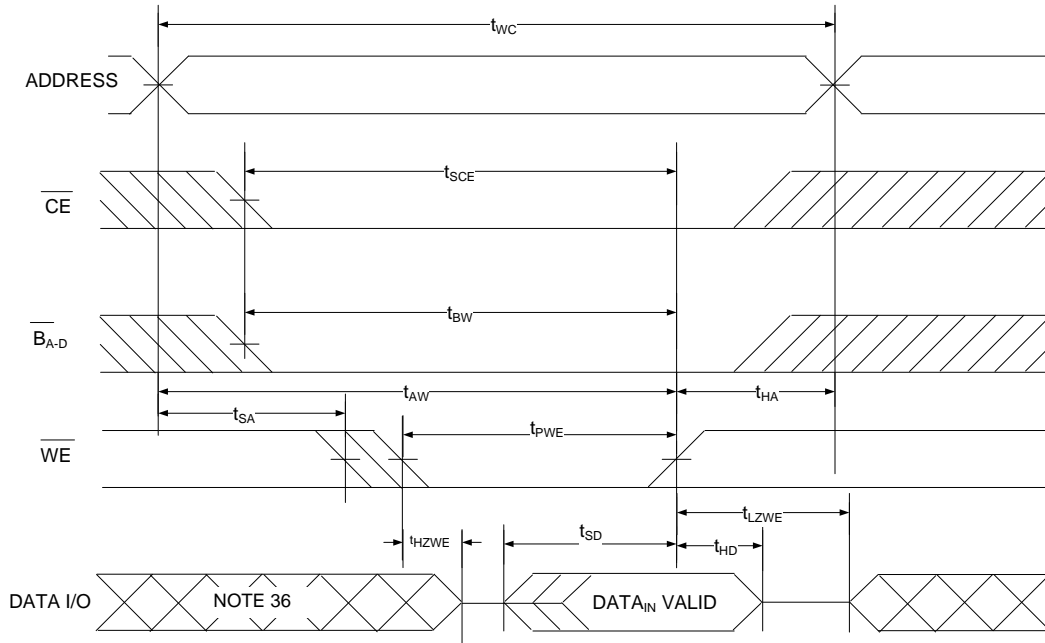 tWC
ADDRESS
tSCE
CE
tBW
BA-D
tAW
tHA
tSA
tPWE
WE
tLZWE
tHZWE
tSD
tHD
DATA I/O
NOTE 36
DATAIN VALID